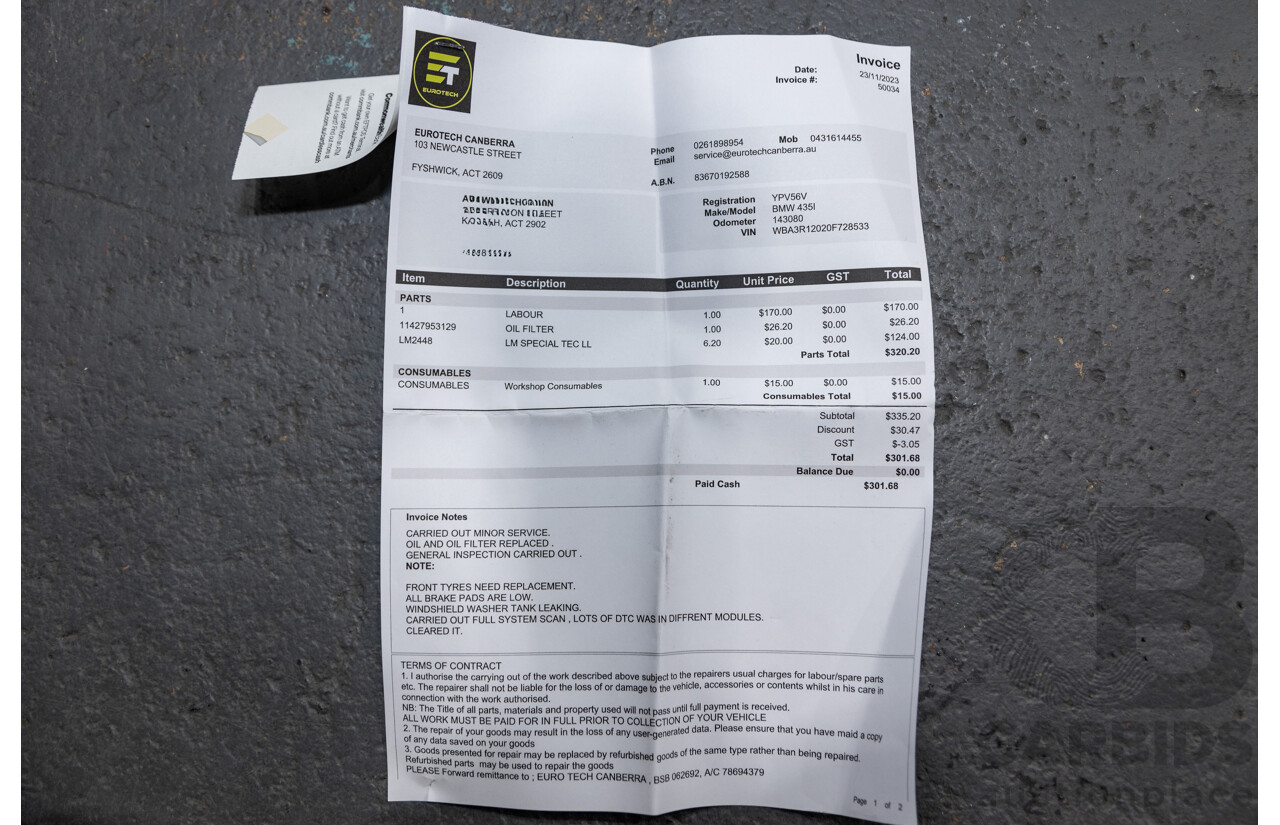 EUROTECH
Invoice
Date: 23/11/2023
Invoice #: 50034
EUROTECH CANBERRA
103 NEWCASTLE STREET
FYSHWICK, ACT 2609
Phone 0261898954 Mob 0431614455
Email service@eurotechcanberra.au
A.B.N. 83670192588
ACT 2902
Registration YPV56V
Make/Model BMW 435I
Odometer 143080
VIN WBA3R12020F728533
Item Description Quantity Unit Price GST Total
PARTS
1 LABOUR 1.00 $170.00 $0.00 $170.00
11427953129 OIL FILTER 1.00 $26.20 $0.00 $26.20
LM2448 LM SPECIAL TEC LL 6.20 $20.00 $0.00 $124.00
Parts Total $320.20
CONSUMABLES
CONSUMABLES Workshop Consumables 1.00 $15.00 $0.00 $15.00
Consumables Total $15.00
Subtotal $335.20
Discount $30.47
GST $-3.05
Total $301.68
Balance Due $0.00
Paid Cash $301.68
Invoice Notes
CARRIED OUT MINOR SERVICE.
OIL AND OIL FILTER REPLACED .
GENERAL INSPECTION CARRIED OUT .
NOTE:
FRONT TYRES NEED REPLACEMENT.
ALL BRAKE PADS ARE LOW.
WINDSHIELD WASHER TANK LEAKING.
CARRIED OUT FULL SYSTEM SCAN , LOTS OF DTC WAS IN DIFFRENT MODULES.
CLEARED IT.
TERMS OF CONTRACT
1. I authorise the carrying out of the work described above subject to the repairers usual charges for labour/spare parts
etc. The repairer shall not be liable for the loss of or damage to the vehicle, accessories or contents whilst in his care in
connection with the work authorised.
NB: The Title of all parts, materials and property used will not pass until full payment is received.
ALL WORK MUST BE PAID FOR IN FULL PRIOR TO COLLECTION OF YOUR VEHICLE
2. The repair of your goods may result in the loss of any user-generated data. Please ensure that you have maid a copy
of any data saved on your goods
3. Goods presented for repair may be replaced by refurbished goods of the same type rather than being repaired.
Refurbished parts may be used to repair the goods
PLEASE Forward remittance to ; EURO TECH CANBERRA , BSB 062692, A/C 78694379
Page 1 of 2